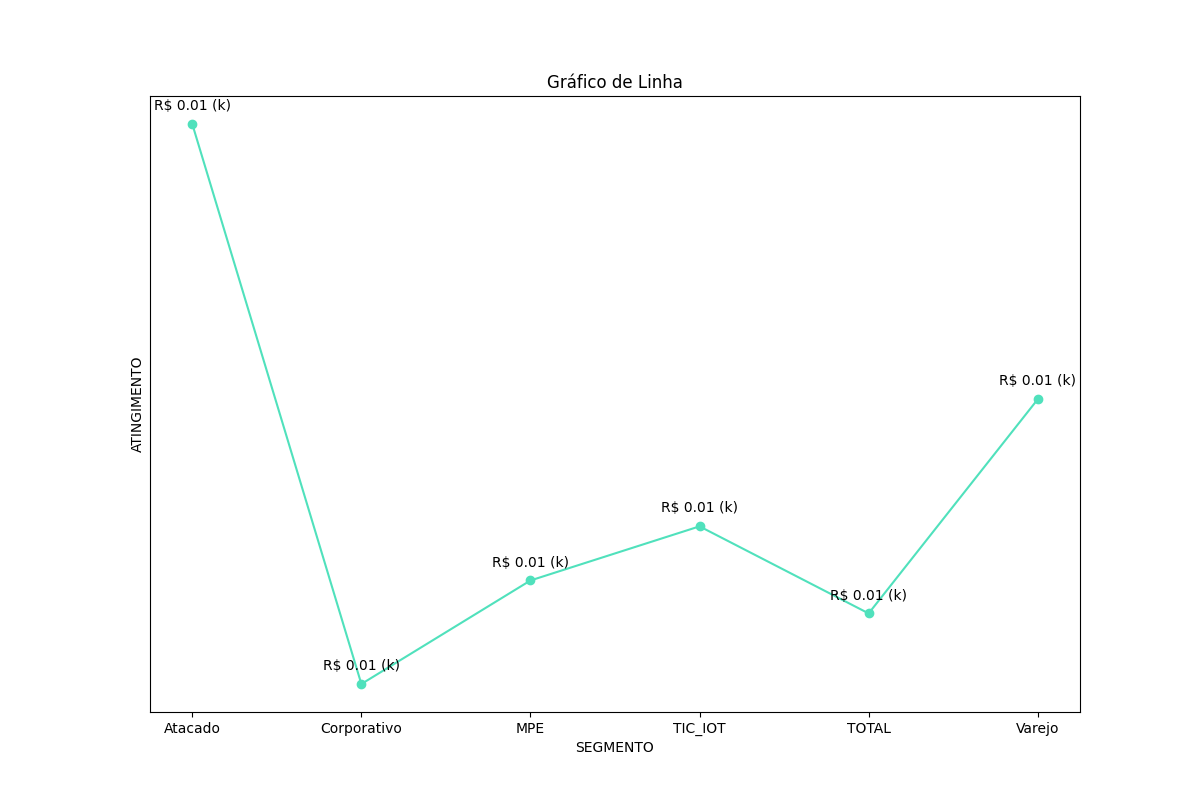 Gráfico de Linha
R$ 0.01 (k)
R$ 0.01 (k)
R$ 0.01 (k)
R$ 0.01 (k)
R$ 0.01 (k)
R$ 0.01 (k)
ATINGIMENTO
Atacado Corporativo MPE TIC_IOT TOTAL Varejo
SEGMENTO